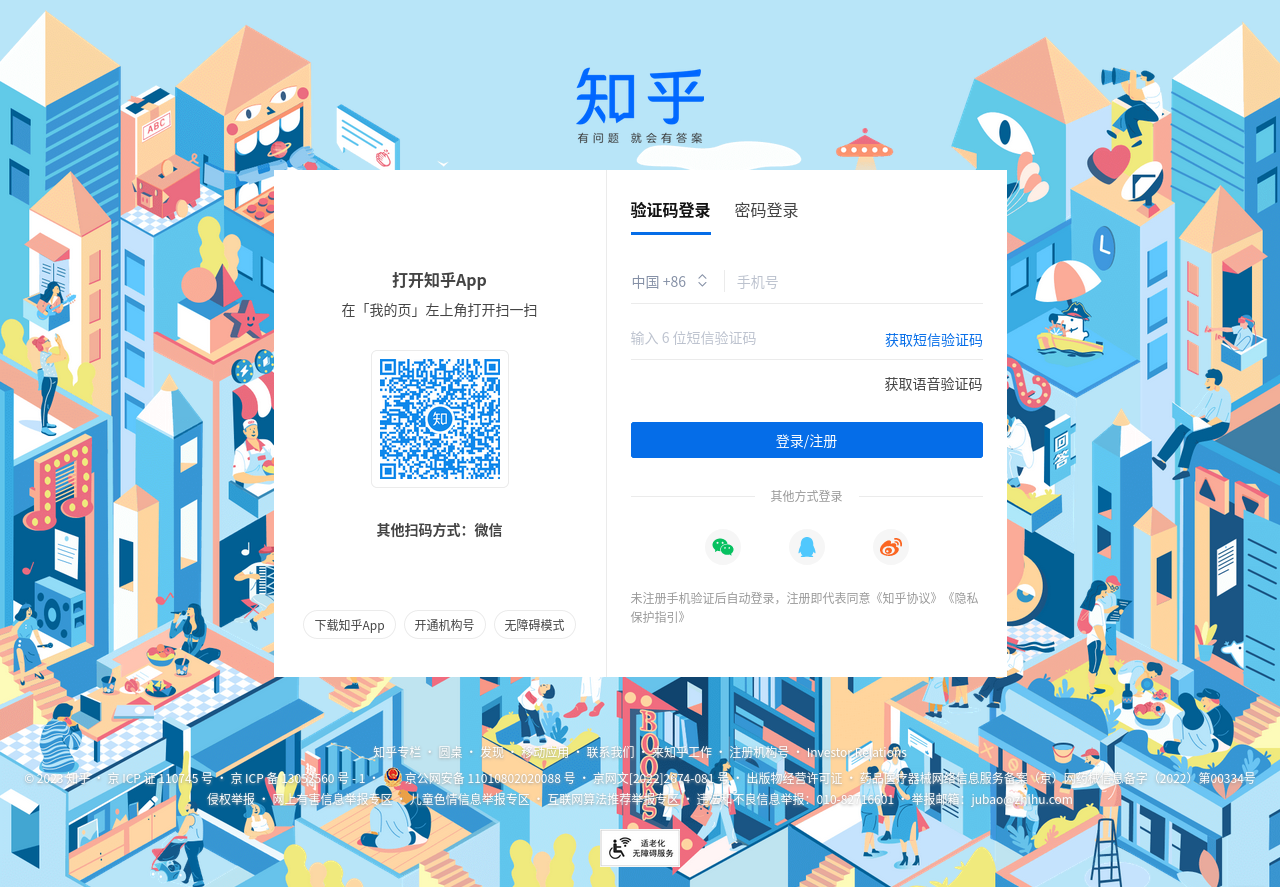 知乎
有问题 就会有答案
ABC
验证码登录 密码登录
打开知乎App
在「我的页」左上角打开扫一扫
中国 +86 手机号
输入 6 位短信验证码 获取短信验证码
获取语音验证码
知
登录/注册
其他扫码方式：微信
其他方式登录
未注册手机验证后自动登录，注册即代表同意《知乎协议》《隐私
保护指引》
下载知乎App 开通机构号 无障碍模式
回答
BOOKS
知乎专栏 · 圆桌 · 发现 · 移动应用 · 联系我们 · 来知乎工作 · 注册机构号 · Investor Relations
© 2023 知乎 · 京 ICP 证 110745 号 · 京 ICP 备 13052560 号 - 1 · 京公网安备 11010802020088 号 · 京网文[2022]2674-081 号 · 出版物经营许可证 · 药品医疗器械网络信息服务备案（京）网药械信息备字（2022）第00334号
侵权举报 · 网上有害信息举报专区 · 儿童色情信息举报专区 · 互联网算法推荐举报专区 · 违法和不良信息举报：010-82716601 · 举报邮箱：jubao@zhihu.com
适老化
无障碍服务